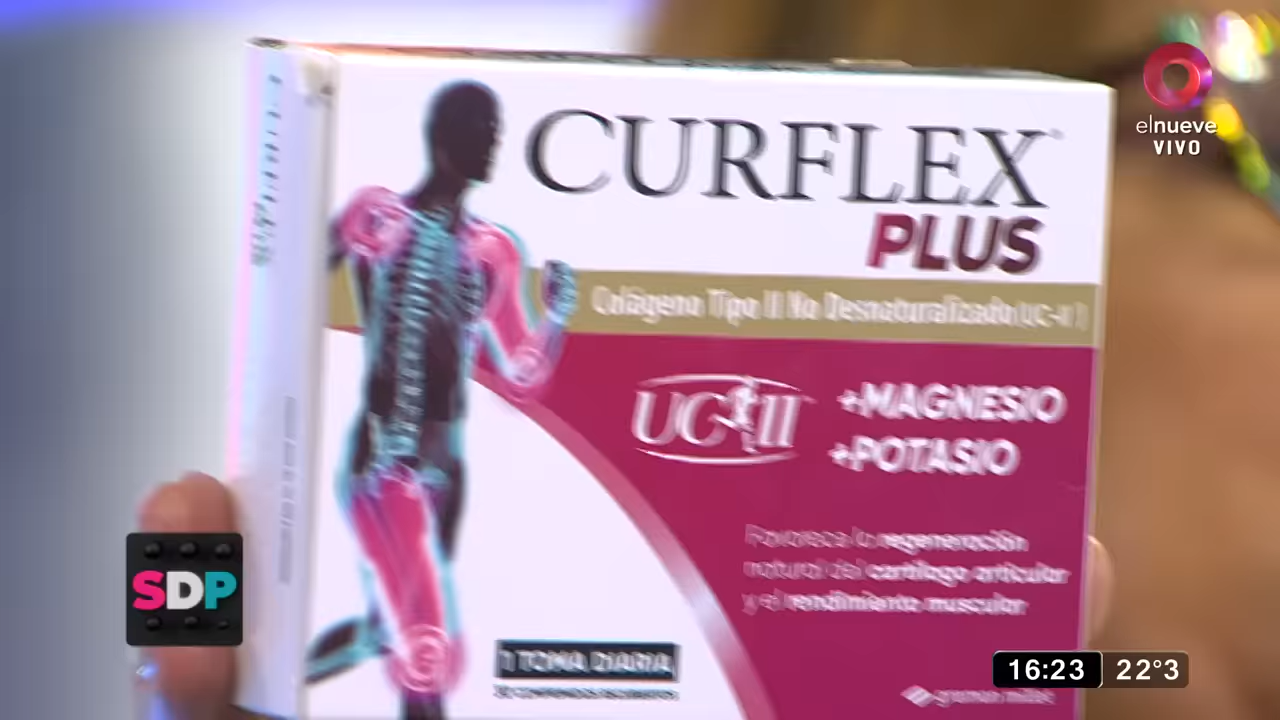 CURFLEX
PLUS
Colágeno Tipo II No Desnaturalizado (UC-II)
UC II
+MAGNESIO
+POTASIO
Favorece la regeneración
natural del cartílago articular
y el rendimiento muscular
1 TOMA DIARIA
elnueve
VIVO
SDP
16:23
22°3